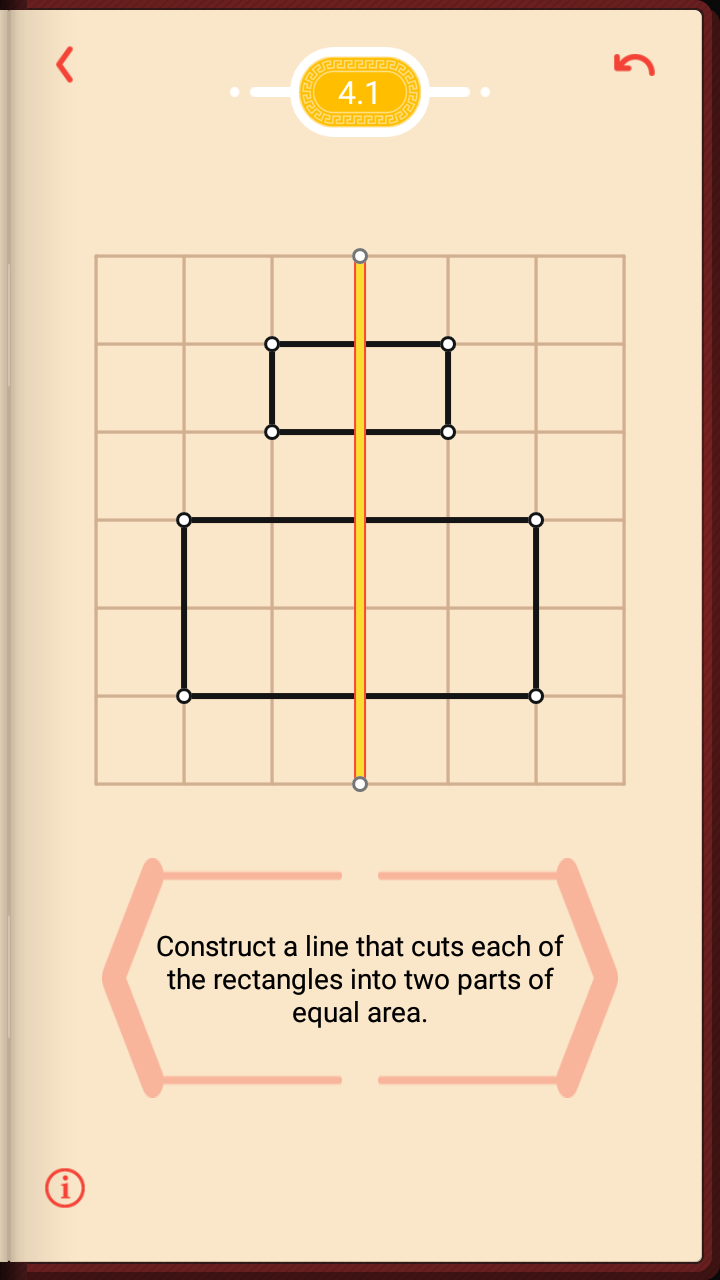 4.1
Construct a line that cuts each of
the rectangles into two parts of
equal area.
i